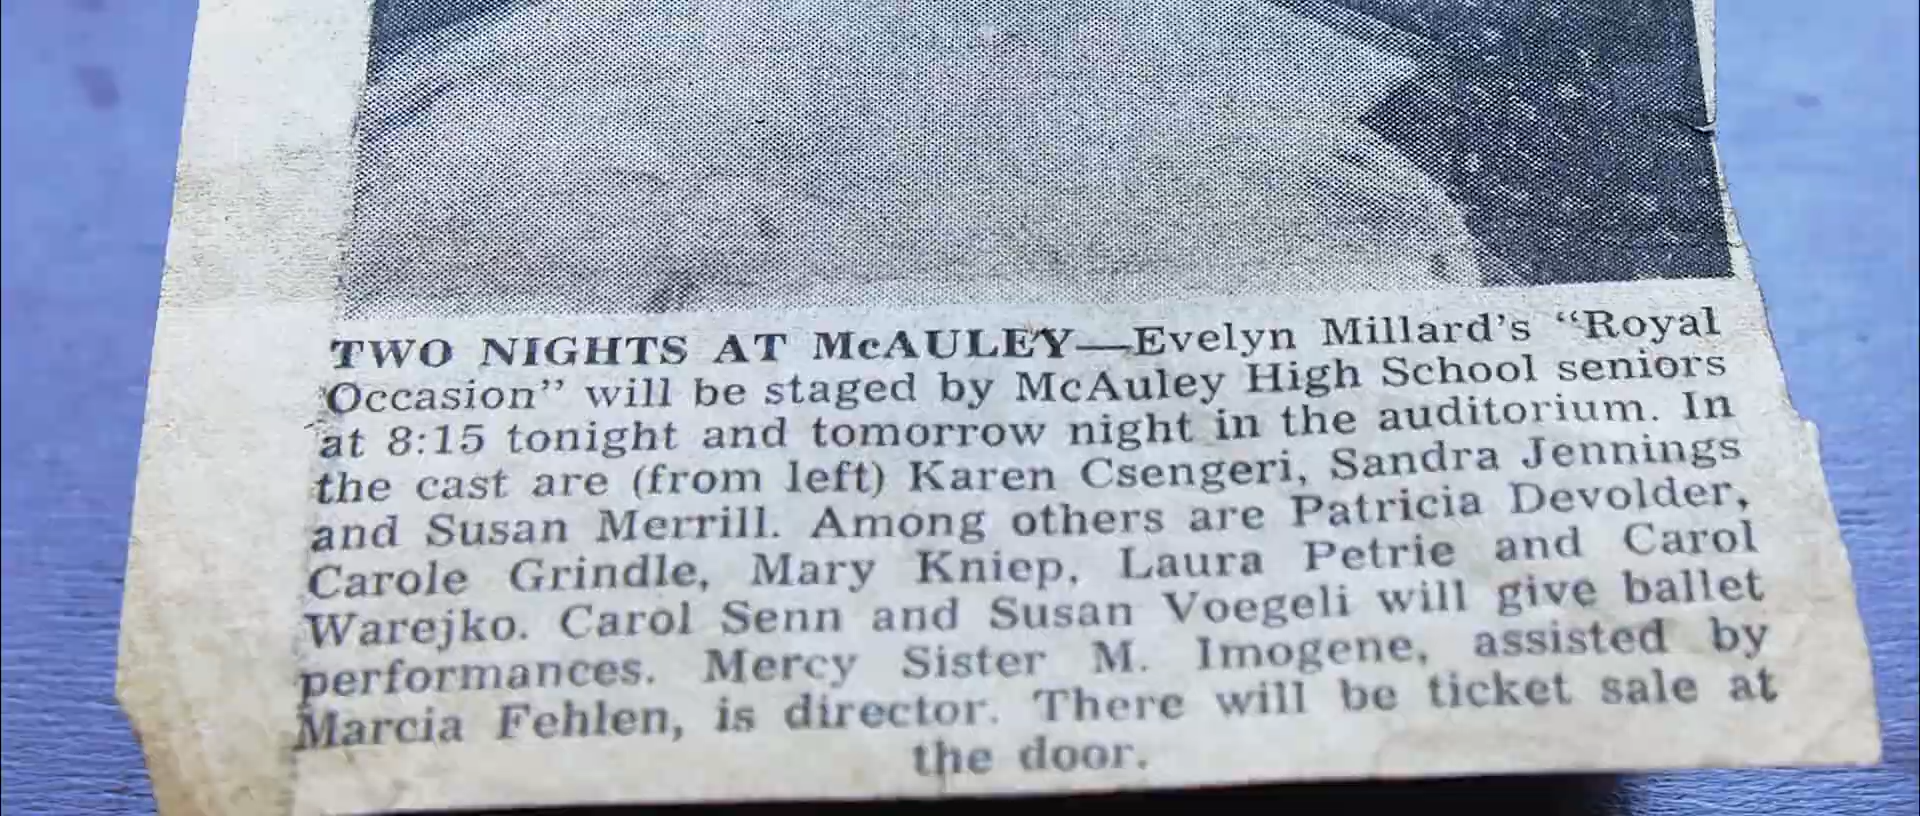 TWO NIGHTS AT McAULEY—Evelyn Millard's “Royal
Occasion” will be staged by McAuley High School seniors
at 8:15 tonight and tomorrow night in the auditorium. In
the cast are (from left) Karen Csengeri, Sandra Jennings
and Susan Merrill. Among others are Patricia Devolder,
Carole Grindle, Mary Kniep, Laura Petrie and Carol
Warejko. Carol Senn and Susan Voegeli will give ballet
performances. Mercy Sister M. Imogene, assisted by
Marcia Fehlen, is director. There will be ticket sale at
the door.